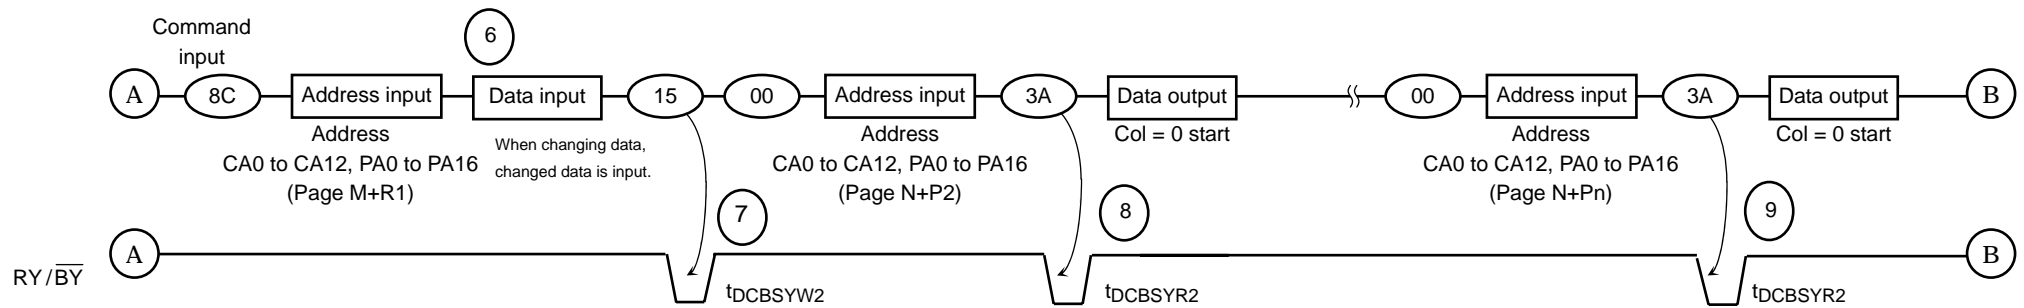 Command
input
6
A
8C
Address input
Data input
15
00
Address input
3A
Data output
00
Address input
3A
Data output
B
Address
CA0 to CA12, PA0 to PA16
(Page M+R1)
When changing data,
changed data is input.
Address
CA0 to CA12, PA0 to PA16
(Page N+P2)
Col = 0 start
Address
CA0 to CA12, PA0 to PA16
(Page N+Pn)
Col = 0 start
7
8
9
A
B
RY/BY
tDCBSYW2
tDCBSYR2
tDCBSYR2